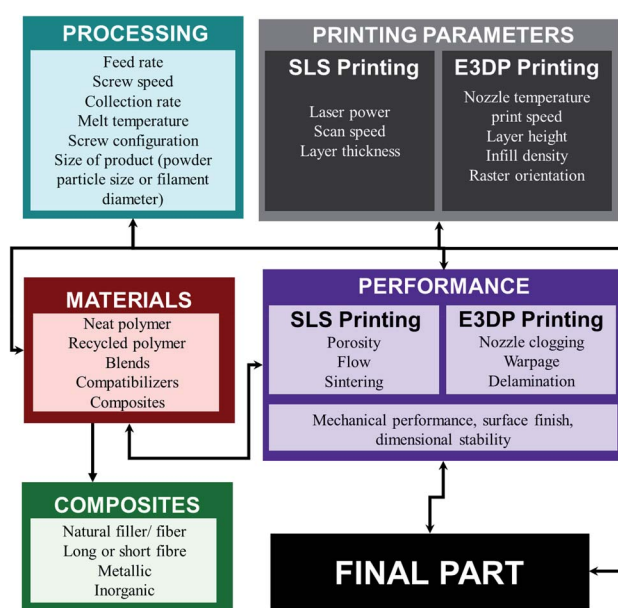 PROCESSING
Feed rate
Screw speed
Collection rate
Melt temperature
Screw configuration
Size of product (powder
particle size or filament
diameter)
PRINTING PARAMETERS
SLS Printing
Laser power
Scan speed
Layer thickness
E3DP Printing
Nozzle temperature
print speed
Layer height
Infill density
Raster orientation
MATERIALS
Neat polymer
Recycled polymer
Blends
Compatibilizers
Composites
PERFORMANCE
SLS Printing
Porosity
Flow
Sintering
E3DP Printing
Nozzle clogging
Warpage
Delamination
Mechanical performance, surface finish,
dimensional stability
COMPOSITES
Natural filler/ fiber
Long or short fibre
Metallic
Inorganic
FINAL PART